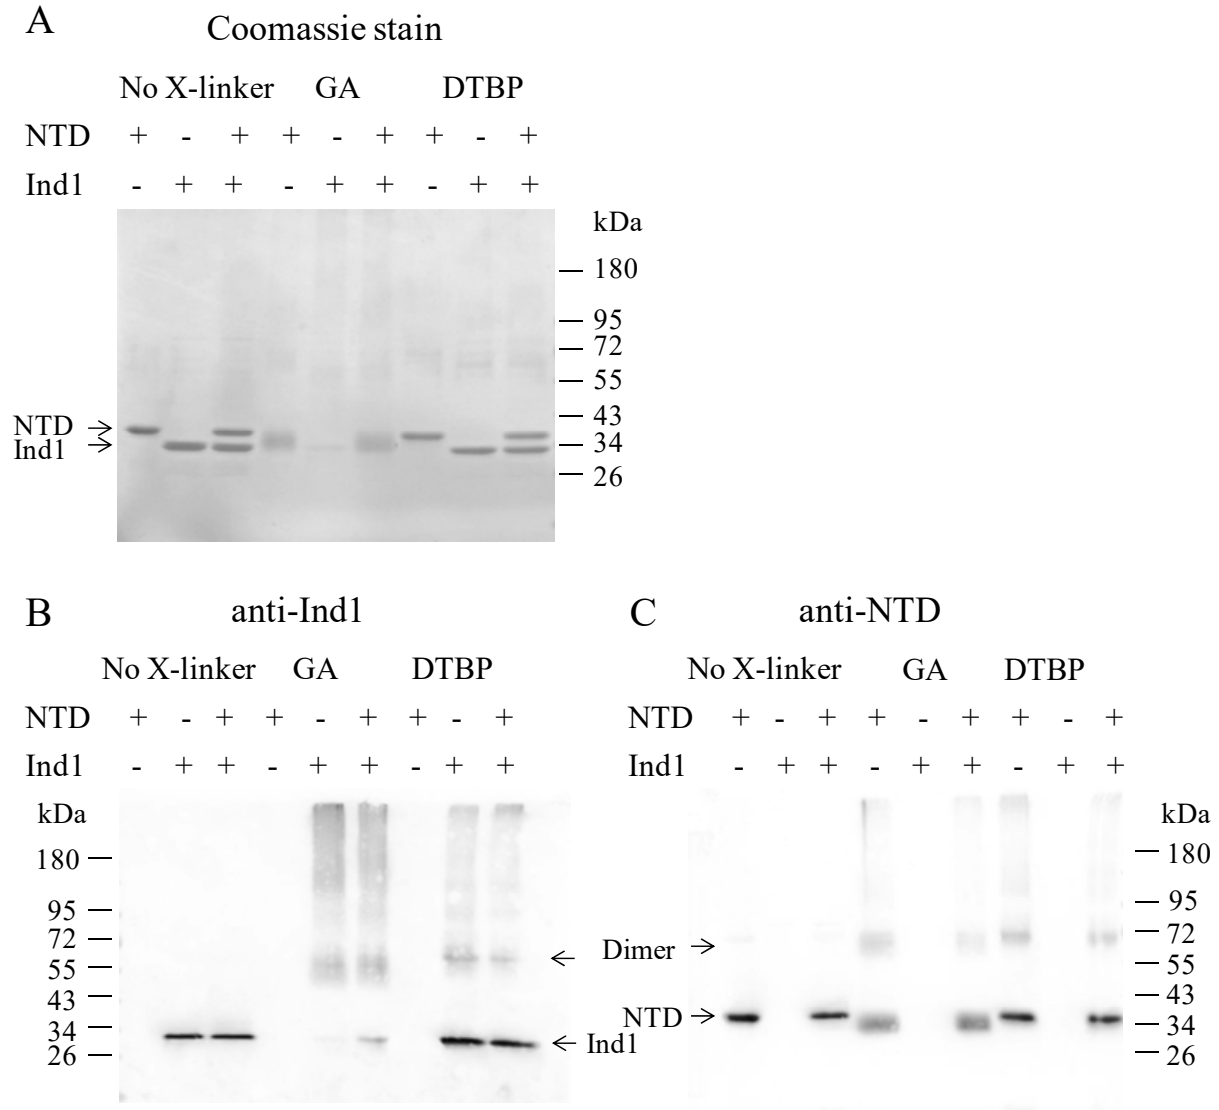 A
Coomassie stain
No X-linker GA DTBP
NTD + - + + - + + - +
Ind1 - + + - + + - + +
kDa
180
95
72
55
43
34
26
NTD
Ind1
B
anti-Ind1
No X-linker GA DTBP
NTD + - + + - + + - +
Ind1 - + + - + + - + +
kDa
180
95
72
55
43
34
26
Dimer
NTD
Ind1
C
anti-NTD
No X-linker GA DTBP
NTD + - + + - + + - +
Ind1 - + + - + + - + +
kDa
180
95
72
55
43
34
26